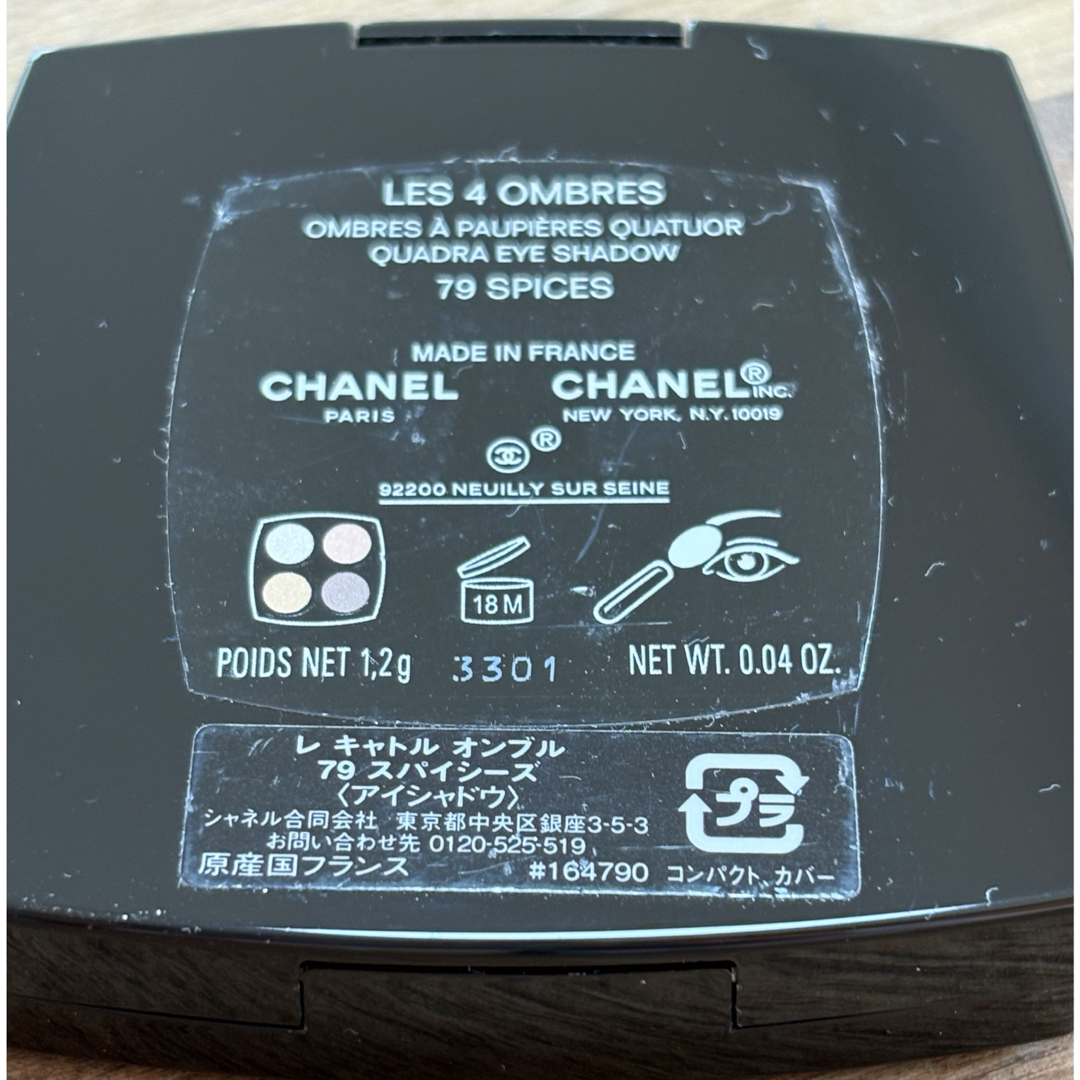 LES 4 OMBRES
OMBRES À PAUPIÈRES QUATUOR
QUADRA EYE SHADOW
79 SPICES
MADE IN FRANCE
CHANEL CHANEL® INC.
PARIS NEW YORK, N.Y. 10019
®
92200 NEUILLY SUR SEINE
18 M
POIDS NET 1,2 g 3301 NET WT. 0.04 OZ.
レ キャトル オンブル
79 スパイシーズ
〈アイシャドウ〉
シャネル合同会社 東京都中央区銀座3-5-3
お問い合わせ先 0120-525-519
原産国フランス #164790
プラ
コンパクト、カバー